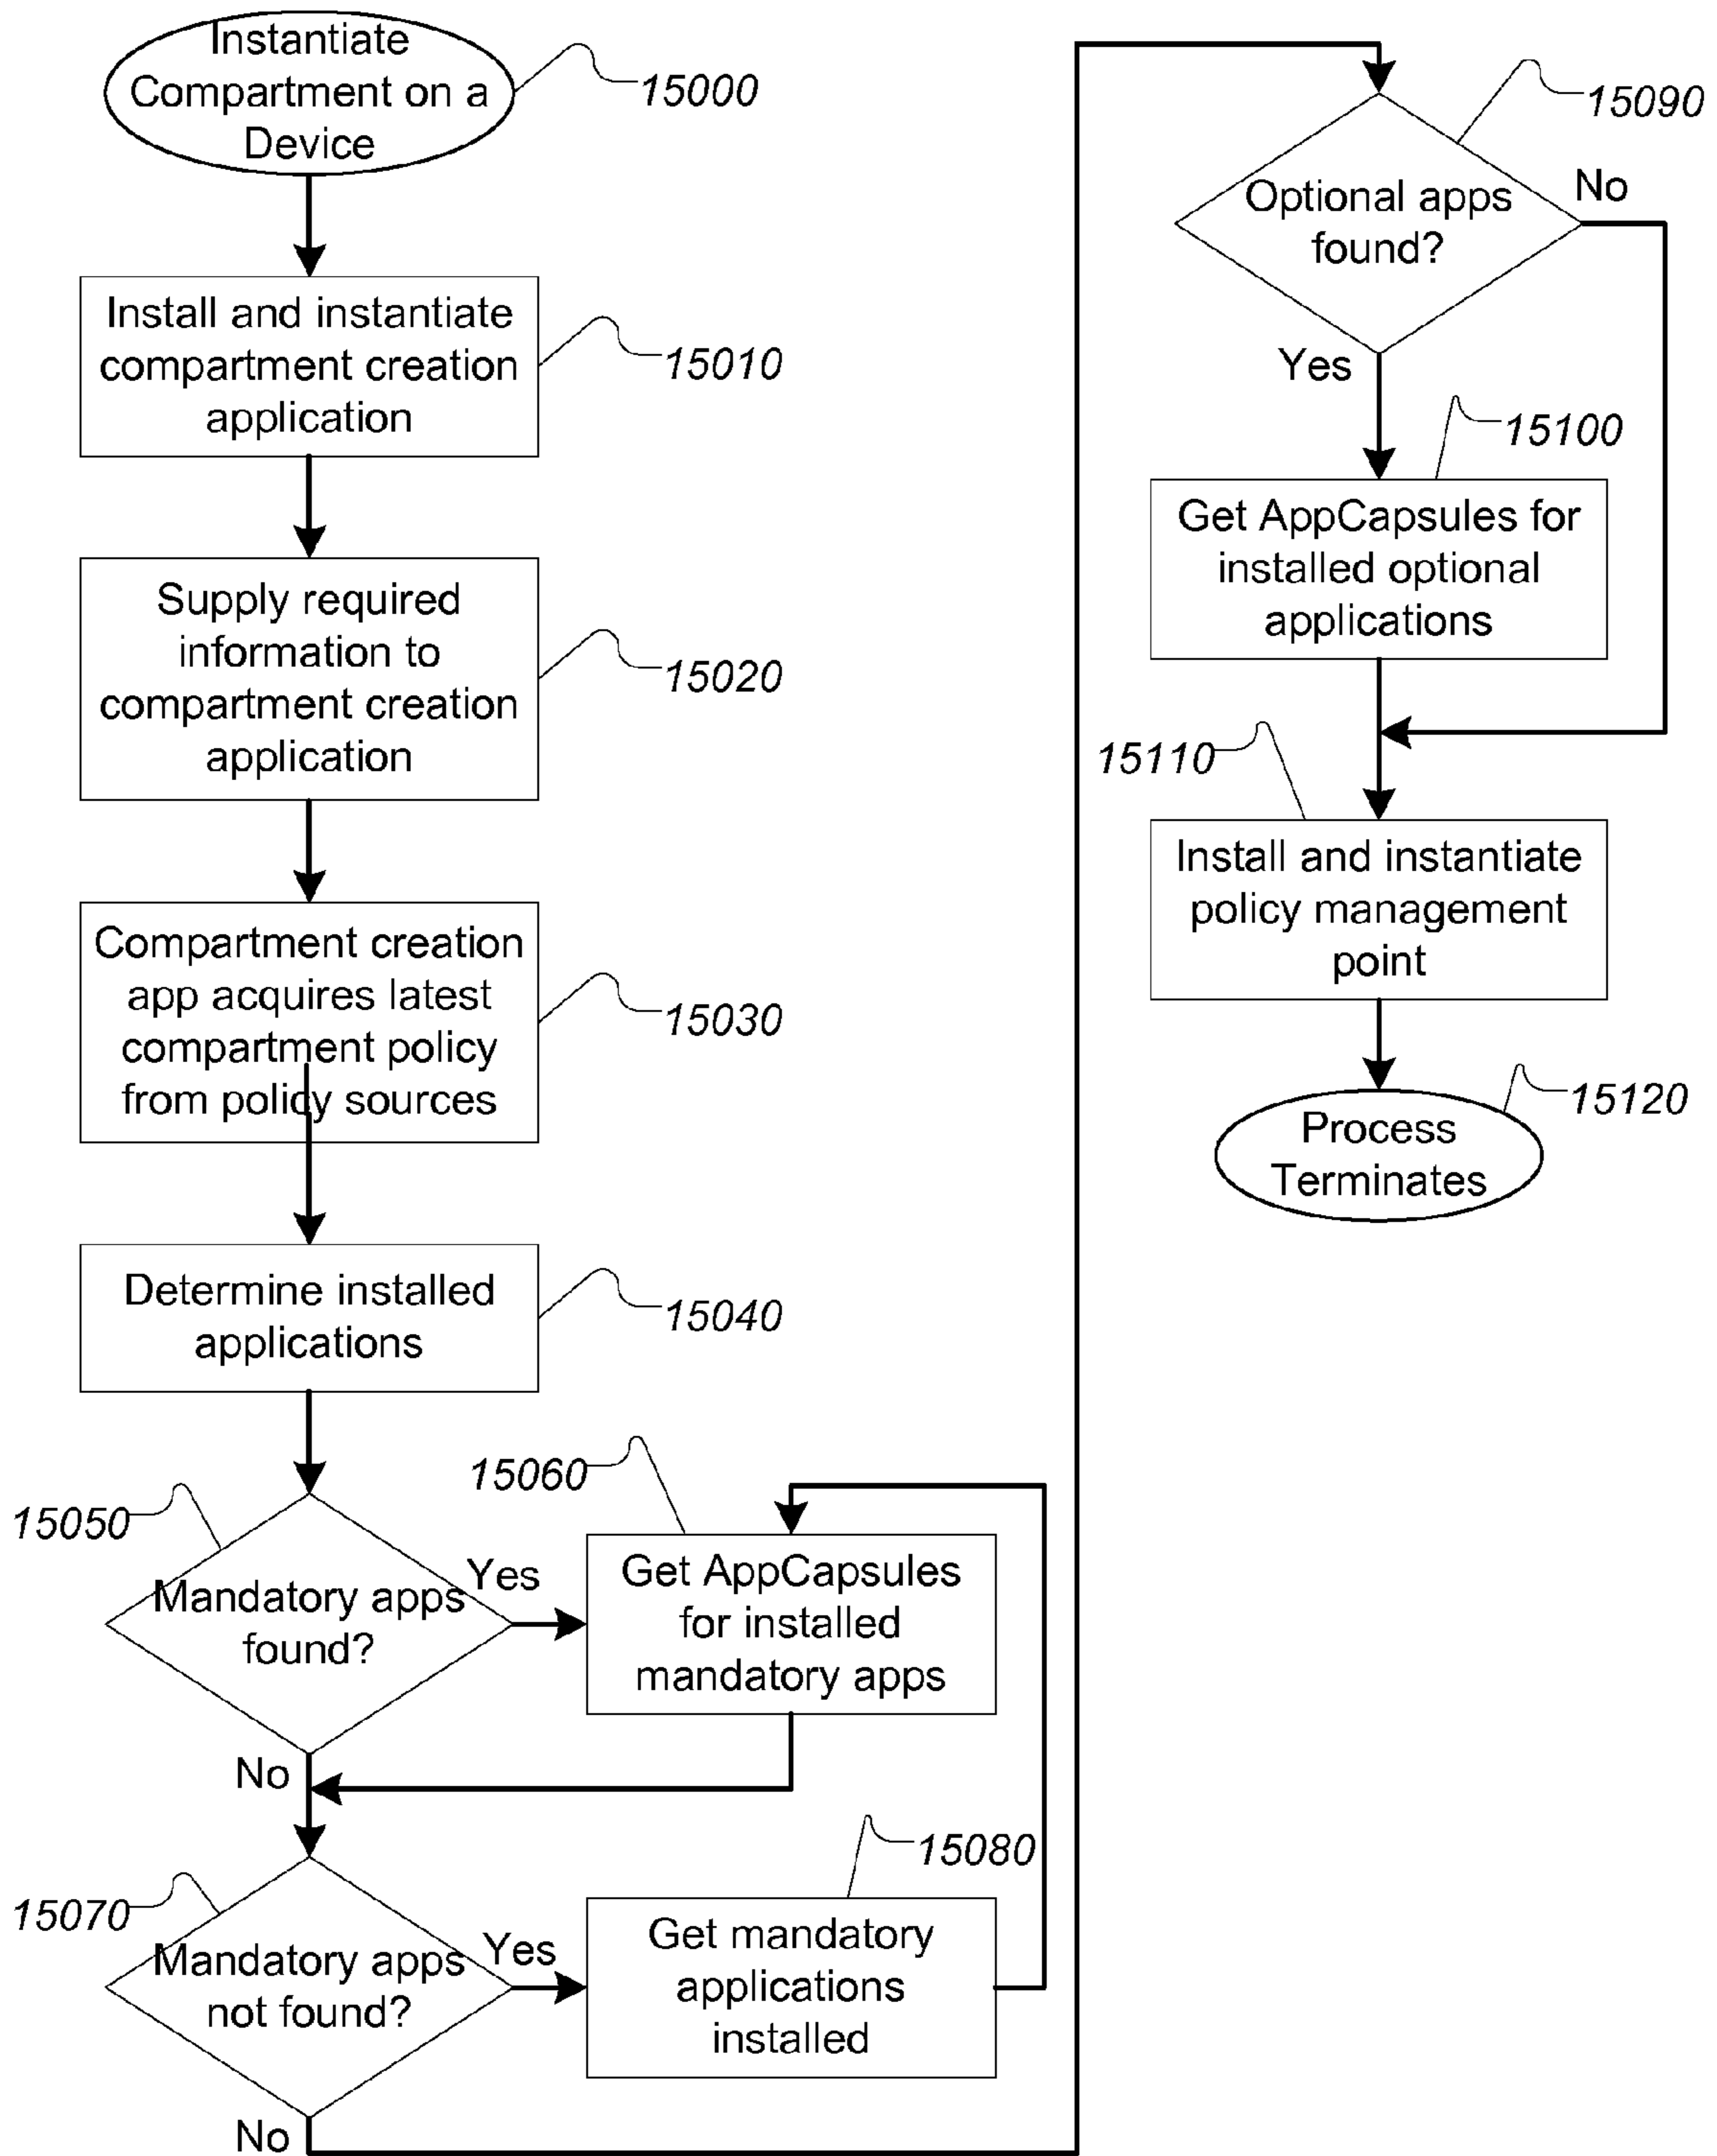 Instantiate
Compartment on a
Device
15000
Install and instantiate
compartment creation
application
15010
Supply required
information to
compartment creation
application
15020
Compartment creation
app acquires latest
compartment policy
from policy sources
15030
Determine installed
applications
15040
15050
Mandatory apps
found?
Yes
No
15060
Get AppCapsules
for installed
mandatory apps
15070
Mandatory apps
not found?
Yes
No
15080
Get mandatory
applications
installed
15090
Optional apps
found?
No
Yes
15100
Get AppCapsules for
installed optional
applications
15110
Install and instantiate
policy management
point
15120
Process
Terminates